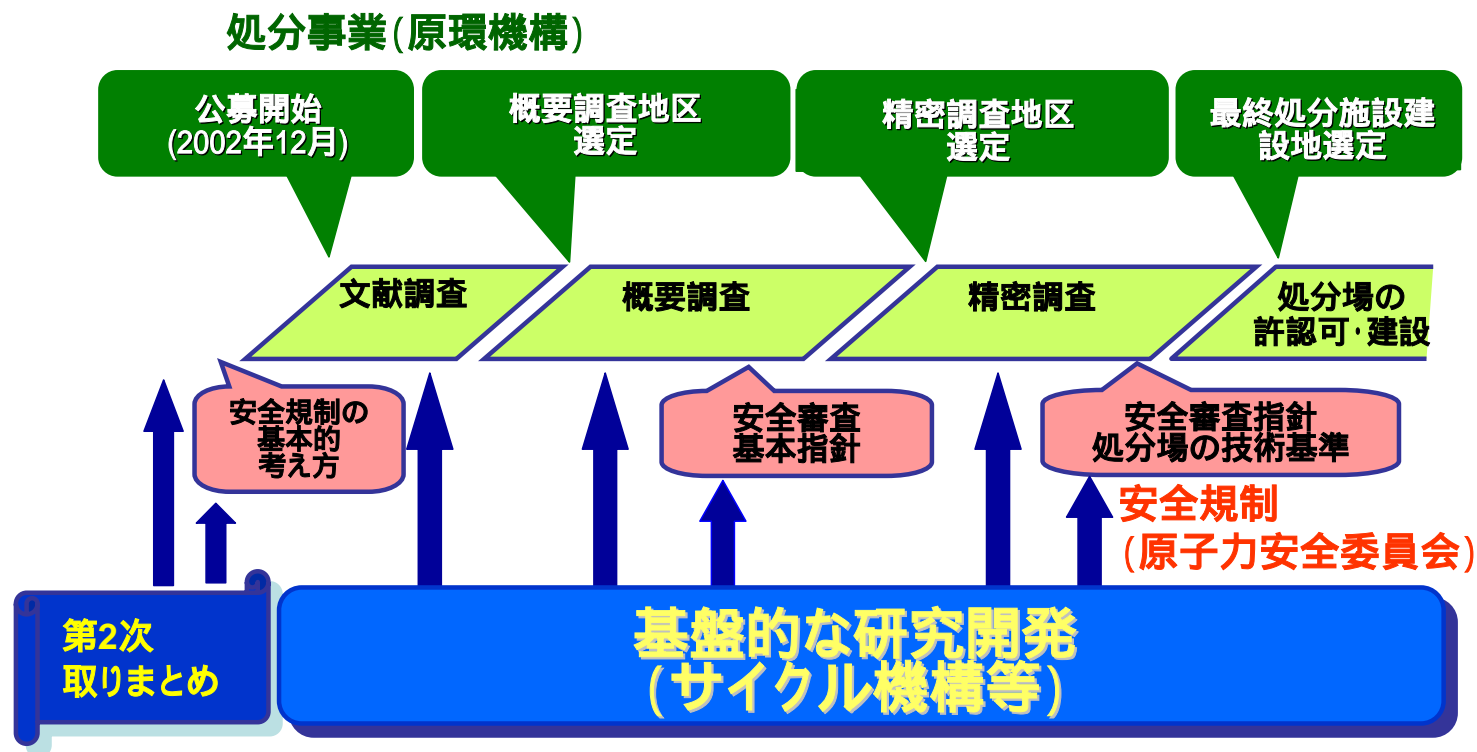 処分事業(原環機構)
公募開始
(2002年12月)
概要調査地区
選定
精密調査地区
選定
最終処分施設建
設地選定
文献調査
概要調査
精密調査
処分場の
許認可・建設
安全規制の
基本的
考え方
安全審査
基本指針
安全審査指針
処分場の技術基準
安全規制
(原子力安全委員会)
第2次
取りまとめ
基盤的な研究開発
(サイクル機構等)